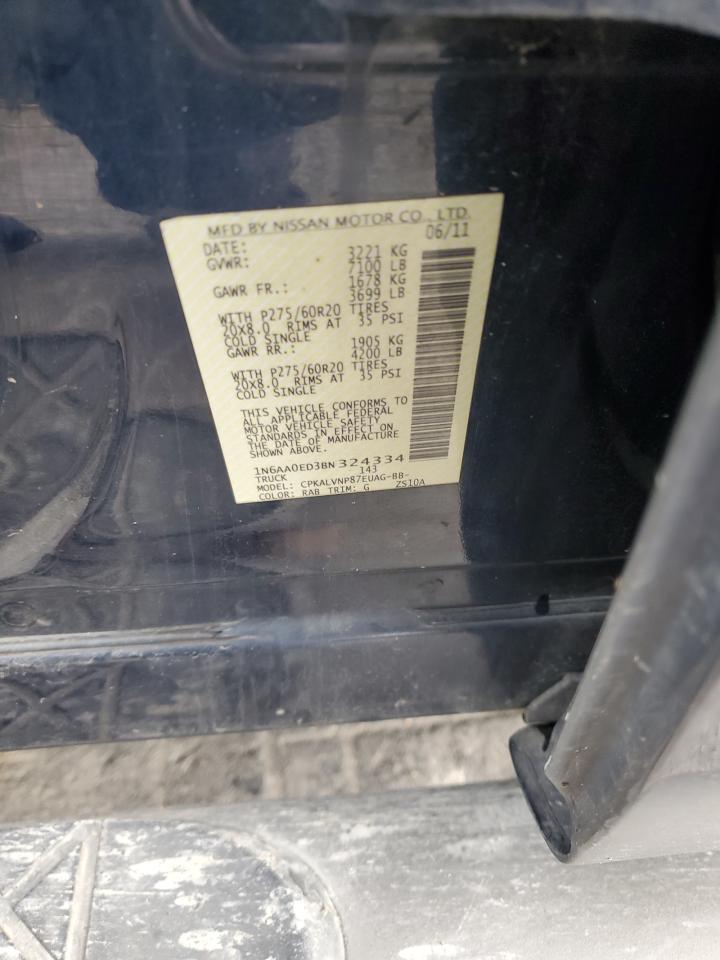 MFD BY NISSAN MOTOR CO., LTD.
DATE: 06/11
GVWR: 3221 KG
7100 LB
GAWR FR.: 1678 KG
3699 LB
WITH P275/60R20 TIRES
20X8.0 RIMS AT 35 PSI
COLD SINGLE
GAWR RR.: 1905 KG
4200 LB
WITH P275/60R20 TIRES
20X8.0 RIMS AT 35 PSI
COLD SINGLE
THIS VEHICLE CONFORMS TO
ALL APPLICABLE FEDERAL
MOTOR VEHICLE SAFETY
STANDARDS IN EFFECT ON
THE DATE OF MANUFACTURE
SHOWN ABOVE.
1N6AA0ED3BN324334
TRUCK 143
MODEL: CPKALVNP87EUAG-BB-
COLOR: RAB TRIM: G ZS10A